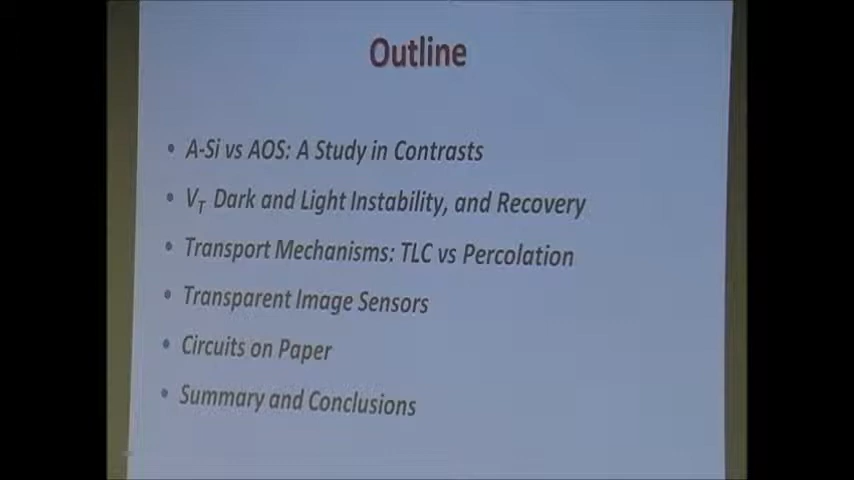 Outline
• A-Si vs AOS: A Study in Contrasts
• VT Dark and Light Instability, and Recovery
• Transport Mechanisms: TLC vs Percolation
• Transparent Image Sensors
• Circuits on Paper
• Summary and Conclusions